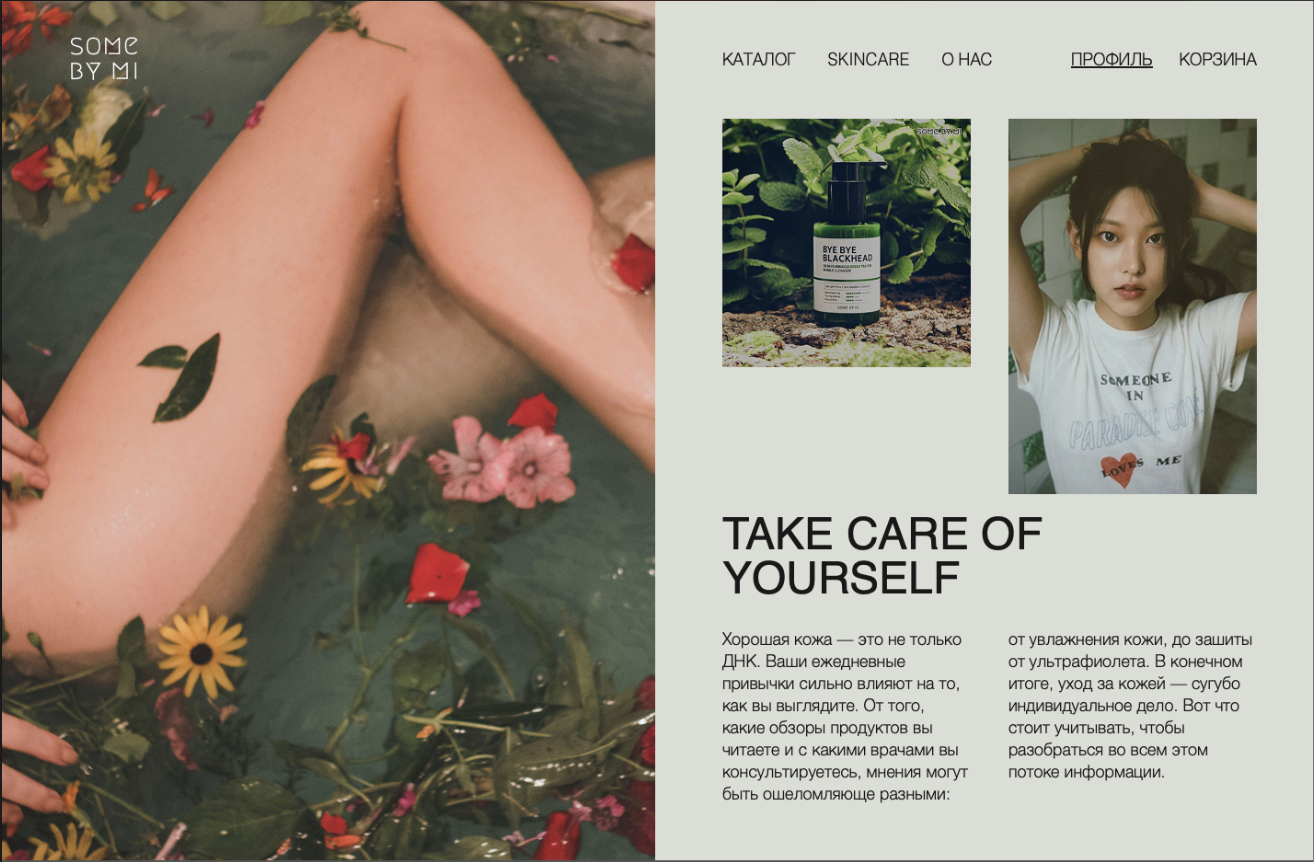 SOME
BY MI
КАТАЛОГ SKINCARE О НАС ПРОФИЛЬ КОРЗИНА
SOME BY MI
BYE BYE
BLACKHEAD
SOMEONE
IN
PARADISE COVE
LOVES ME
TAKE CARE OF
YOURSELF
Хорошая кожа — это не только
ДНК. Ваши ежедневные
привычки сильно влияют на то,
как вы выглядите. От того,
какие обзоры продуктов вы
читаете и с какими врачами вы
консультируетесь, мнения могут
быть ошеломляюще разными:
от увлажнения кожи, до зашиты
от ультрафиолета. В конечном
итоге, уход за кожей — сугубо
индивидуальное дело. Вот что
стоит учитывать, чтобы
разобраться во всем этом
потоке информации.